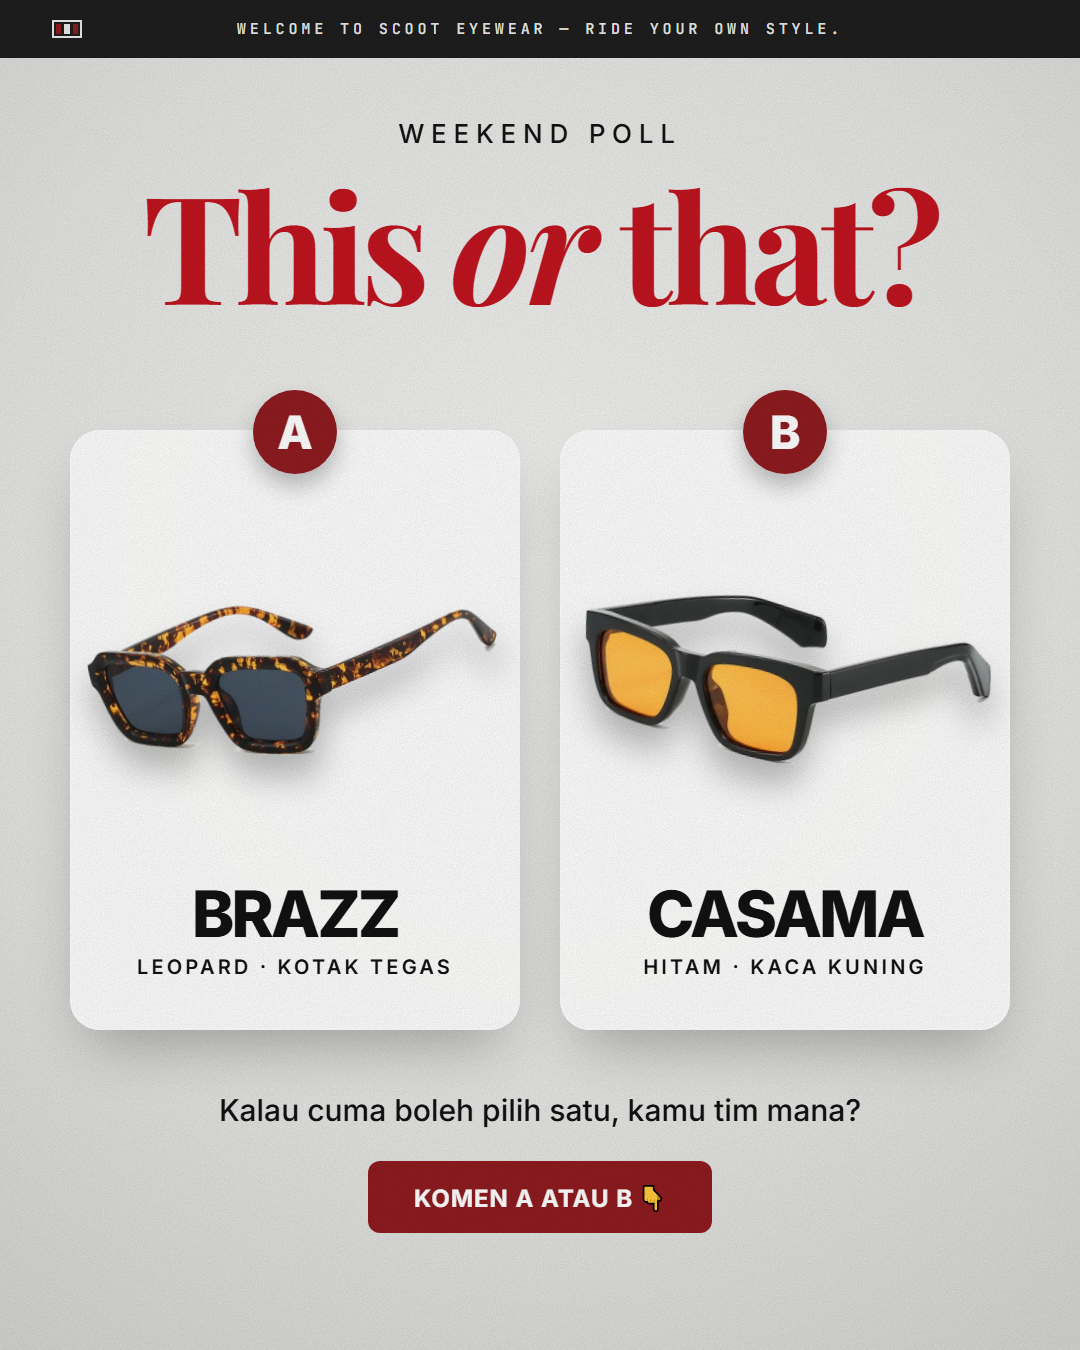 WELCOME TO SCOOT EYEWEAR — RIDE YOUR OWN STYLE.
WEEKEND POLL
This or that?
A
B
BRAZZ
LEOPARD · KOTAK TEGAS
CASAMA
HITAM · KACA KUNING
Kalau cuma boleh pilih satu, kamu tim mana?
KOMEN A ATAU B 👇